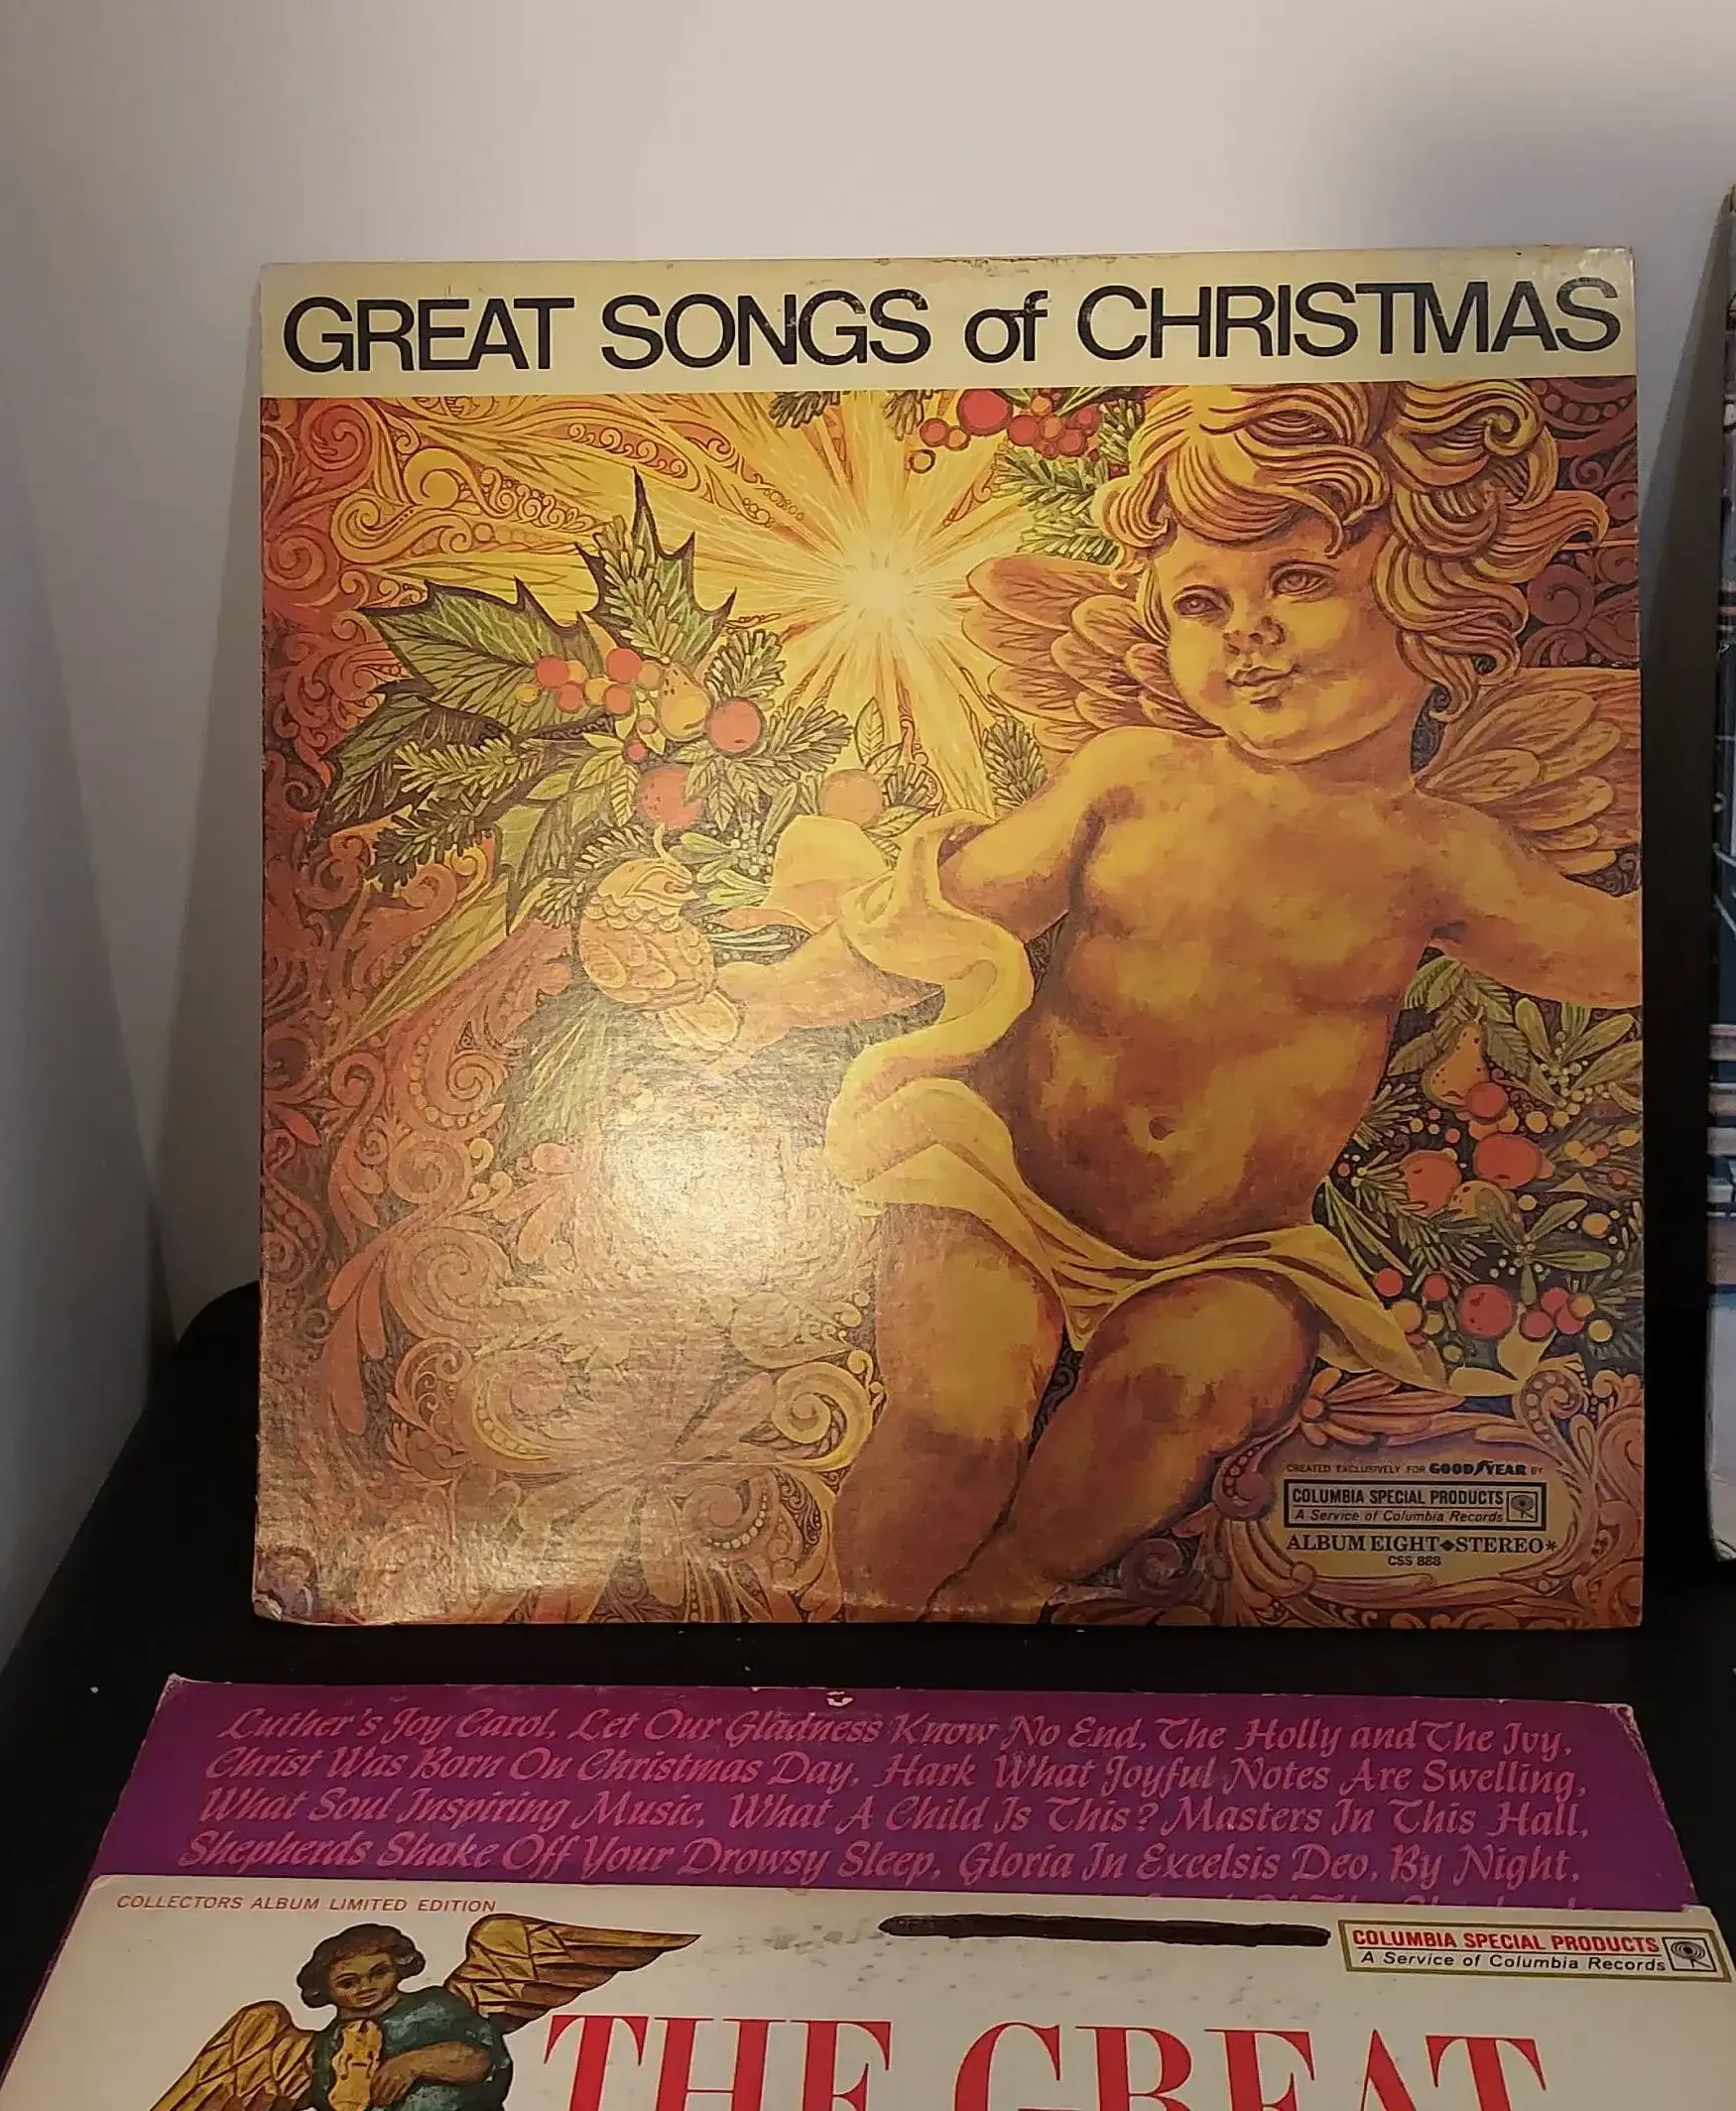 GREAT SONGS of CHRISTMAS
CREATED EXCLUSIVELY FOR GOODYEAR BY
COLUMBIA SPECIAL PRODUCTS
A Service of Columbia Records
ALBUM EIGHT◆STEREO*
CSS 888
Luther's Joy Carol, Let Our Gladness Know No End, The Holly and The Ivy,
Christ Was Born On Christmas Day, Hark What Joyful Notes Are Swelling,
What Soul Inspiring Music, What A Child Is This? Masters In This Hall,
Shepherds Shake Off Your Drowsy Sleep, Gloria In Excelsis Deo, By Night,
COLLECTORS ALBUM LIMITED EDITION
COLUMBIA SPECIAL PRODUCTS
A Service of Columbia Records
THE GREAT